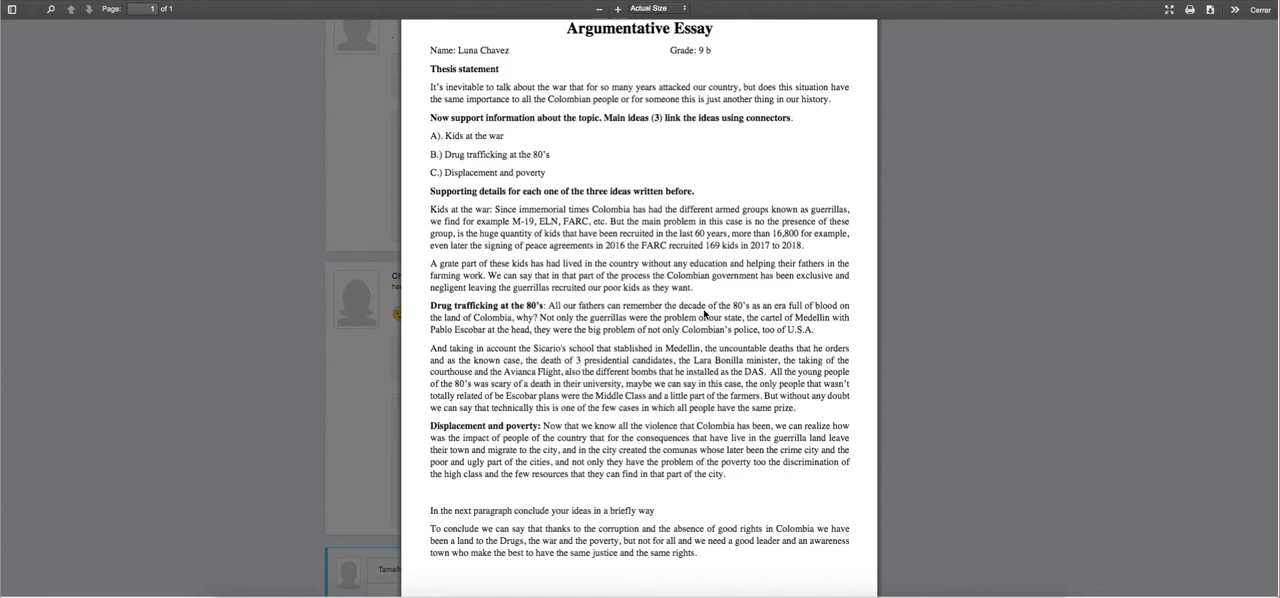 Page: 1 of 1
Actual Size
Cerrar
Argumentative Essay
Name: Luna Chavez Grade: 9 b
Thesis statement
It's inevitable to talk about the war that for so many years attacked our country, but does this situation have
the same importance to all the Colombian people or for someone this is just another thing in our history.
Now support information about the topic. Main ideas (3) link the ideas using connectors.
A). Kids at the war
B.) Drug trafficking at the 80's
C.) Displacement and poverty
Supporting details for each one of the three ideas written before.
Kids at the war: Since immemorial times Colombia has had the different armed groups known as guerrillas,
we find for example M-19, ELN, FARC, etc. But the main problem in this case is no the presence of these
group, is the huge quantity of kids that have been recruited in the last 60 years, more than 16,800 for example,
even later the signing of peace agreements in 2016 the FARC recruited 169 kids in 2017 to 2018.
A grate part of these kids has had lived in the country without any education and helping their fathers in the
farming work. We can say that in that part of the process the Colombian government has been exclusive and
negligent leaving the guerrillas recruited our poor kids as they want.
Drug trafficking at the 80's: All our fathers can remember the decade of the 80's as an era full of blood on
the land of Colombia, why? Not only the guerrillas were the problem of our state, the cartel of Medellin with
Pablo Escobar at the head, they were the big problem of not only Colombian's police, too of U.S.A.
And taking in account the Sicario's school that stablished in Medellin, the uncountable deaths that he orders
and as the known case, the death of 3 presidential candidates, the Lara Bonilla minister, the taking of the
courthouse and the Avianca Flight, also the different bombs that he installed as the DAS. All the young people
of the 80's was scary of a death in their university, maybe we can say in this case, the only people that wasn't
totally related of be Escobar plans were the Middle Class and a little part of the farmers. But without any doubt
we can say that technically this is one of the few cases in which all people have the same prize.
Displacement and poverty: Now that we know all the violence that Colombia has been, we can realize how
was the impact of people of the country that for the consequences that have live in the guerrilla land leave
their town and migrate to the city, and in the city created the comunas whose later been the crime city and the
poor and ugly part of the cities, and not only they have the problem of the poverty too the discrimination of
the high class and the few resources that they can find in that part of the city.
In the next paragraph conclude your ideas in a briefly way
To conclude we can say that thanks to the corruption and the absence of good rights in Colombia we have
been a land to the Drugs, the war and the poverty, but not for all and we need a good leader and an awareness
town who make the best to have the same justice and the same rights.